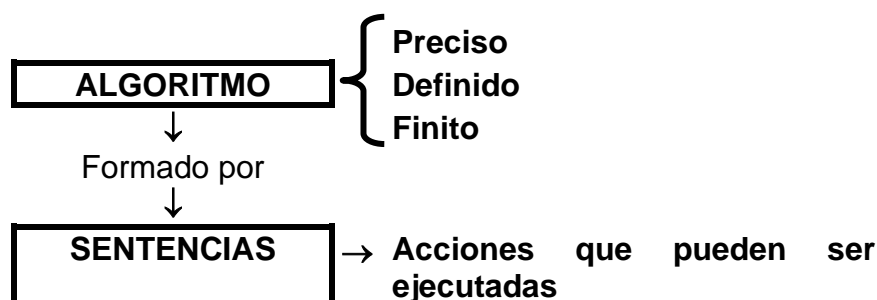 Preciso
ALGORITMO
Definido
Finito
Formado por
SENTENCIAS → Acciones que pueden ser
ejecutadas